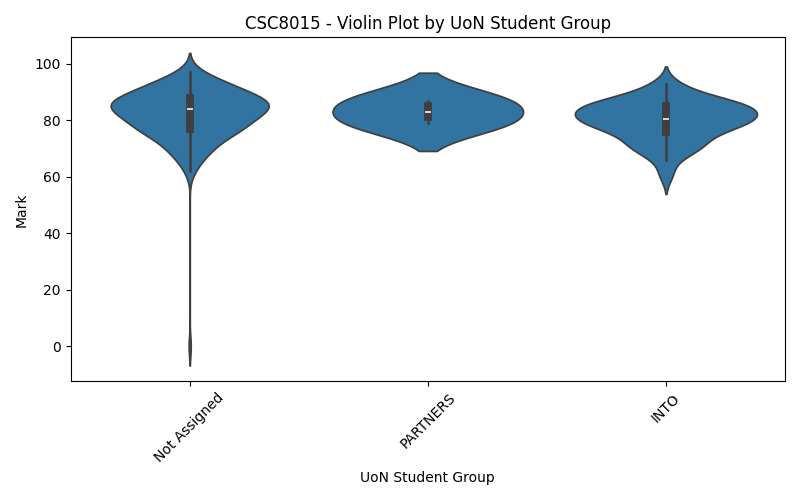 CSC8015 - Violin Plot by UoN Student Group
Mark
100
80
60
40
20
0
Not Assigned
PARTNERS
INTO
UoN Student Group